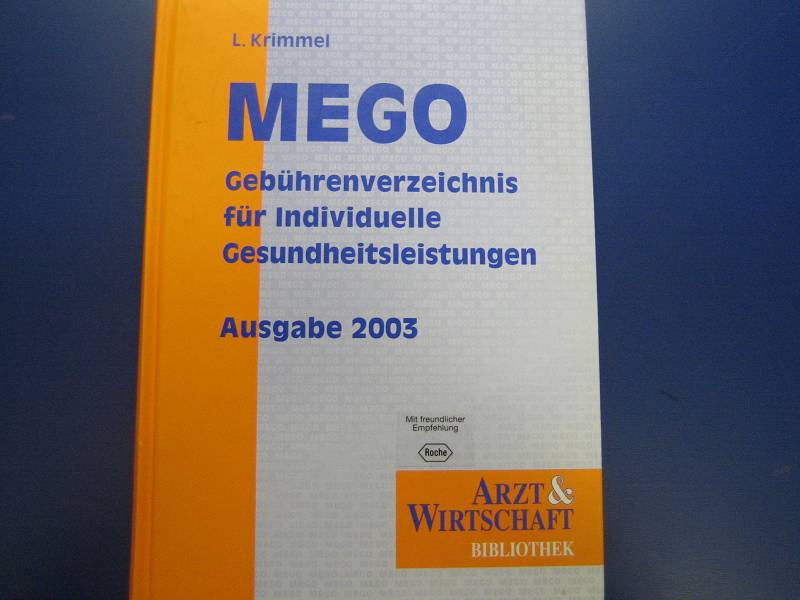 L. Krimmel
MEGO
Gebührenverzeichnis
für Individuelle
Gesundheitsleistungen
Ausgabe 2003
Mit freundlicher
Empfehlung
Roche
ARZT &
WIRTSCHAFT
BIBLIOTHEK